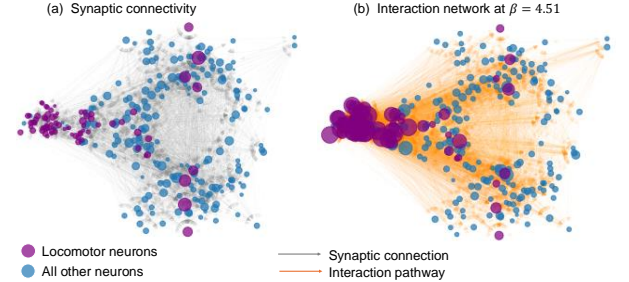 (a) Synaptic connectivity
(b) Interaction network at β = 4.51
Locomotor neurons
All other neurons
Synaptic connection
Interaction pathway